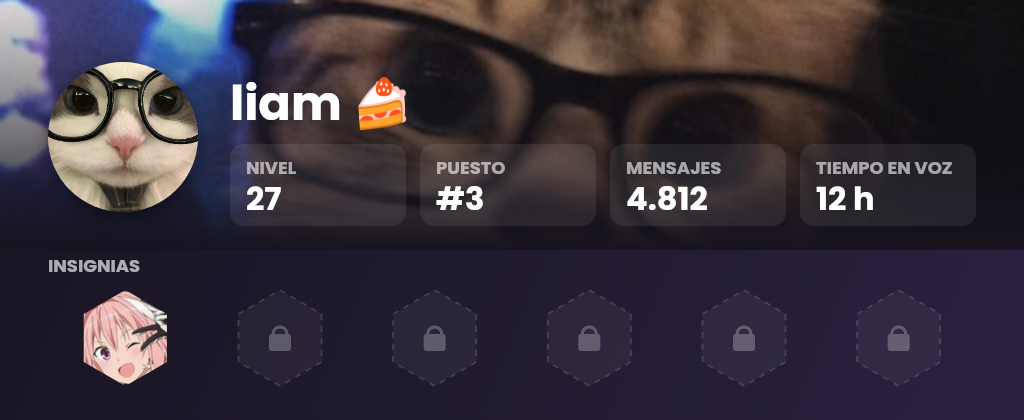 liam 🍰
NIVEL
27
PUESTO
#3
MENSAJES
4.812
TIEMPO EN VOZ
12 h
INSIGNIAS